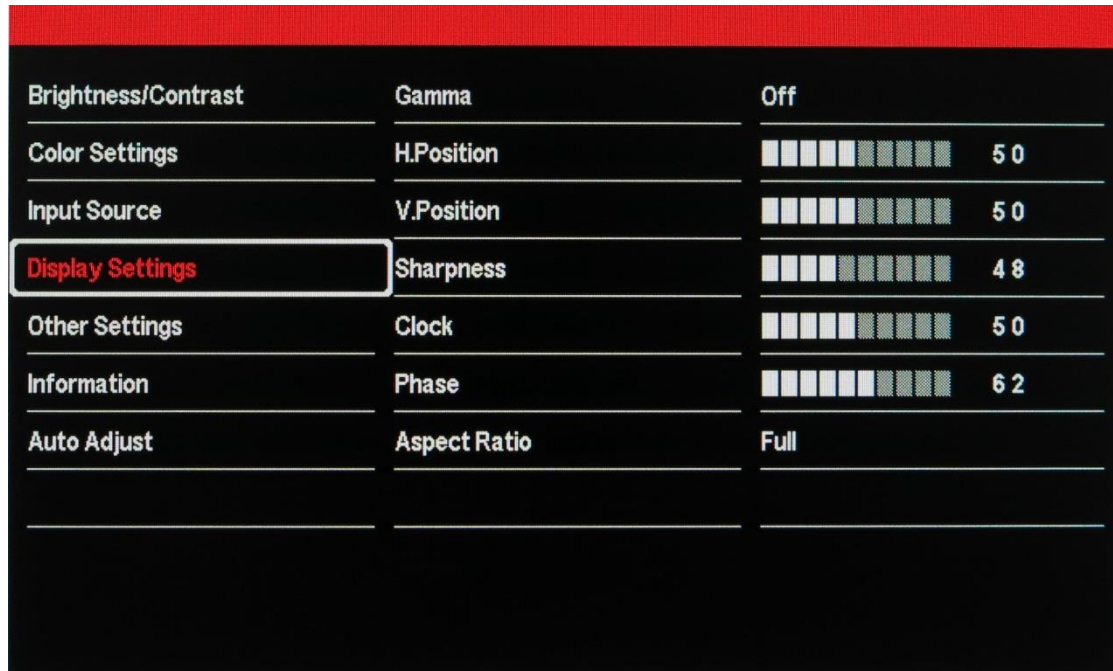 Brightness/Contrast Gamma Off
Color Settings H.Position 50
Input Source V.Position 50
Display Settings Sharpness 48
Other Settings Clock 50
Information Phase 62
Auto Adjust Aspect Ratio Full